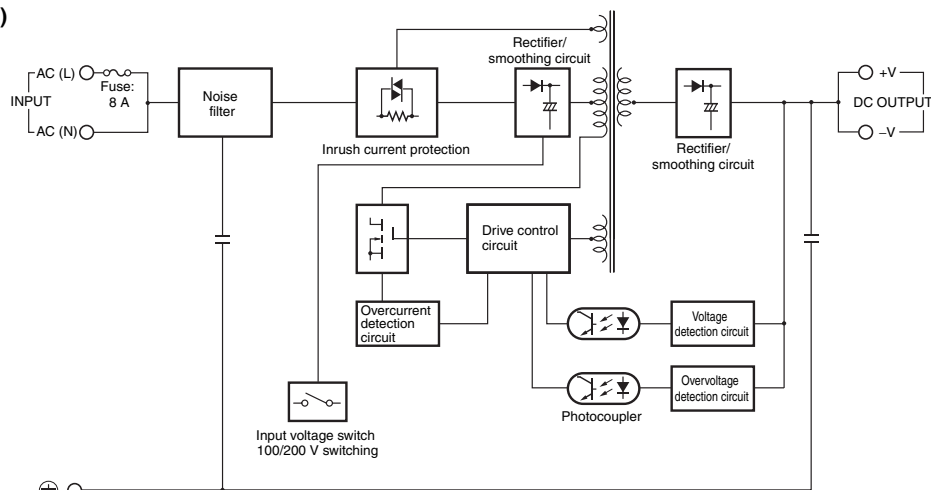 )
AC (L)
Fuse:
8 A
INPUT
AC (N)
Noise
filter
Inrush current protection
Rectifier/
smoothing circuit
Rectifier/
smoothing circuit
+V
DC OUTPUT
–V
Drive control
circuit
Overcurrent
detection
circuit
Voltage
detection circuit
Overvoltage
detection circuit
Photocoupler
Input voltage switch
100/200 V switching